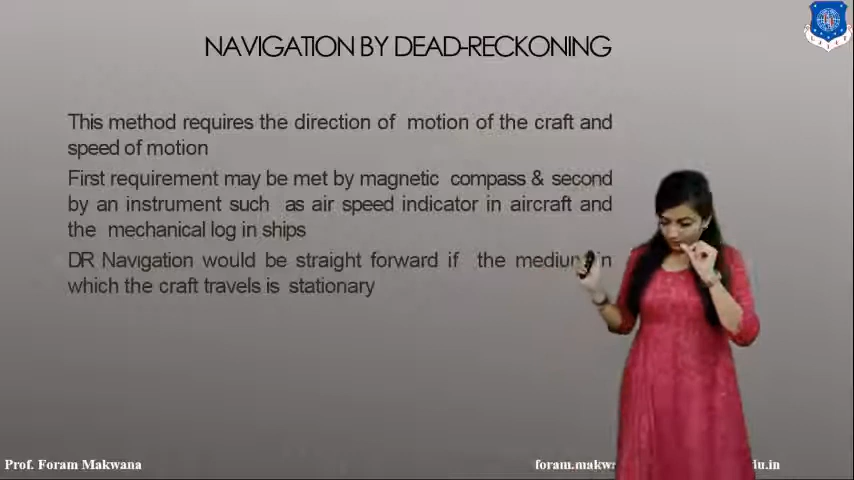 NAVIGATION BY DEAD-RECKONING
This method requires the direction of motion of the craft and
speed of motion
First requirement may be met by magnetic compass & second
by an instrument such as air speed indicator in aircraft and
the mechanical log in ships
DR Navigation would be straight forward if the medium in
which the craft travels is stationary
Prof. Foram Makwana